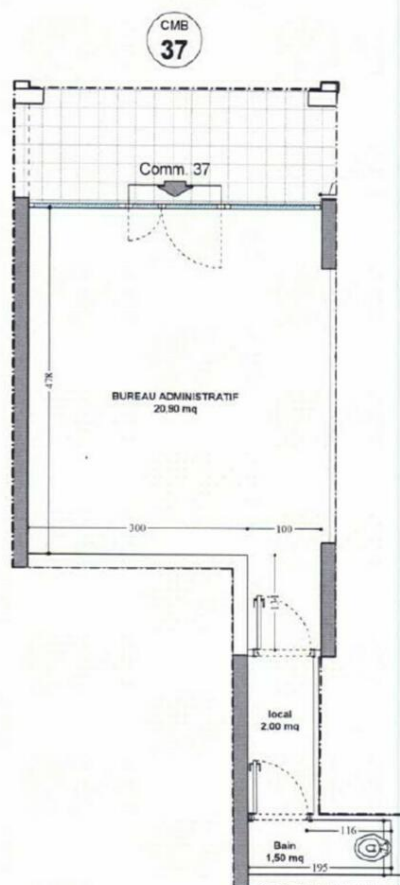 CMB
37
Comm. 37
478
BUREAU ADMINISTRATIF
20,90 mq
300
100
134
local
2,00 mq
116
Bain
1,50 mq
195